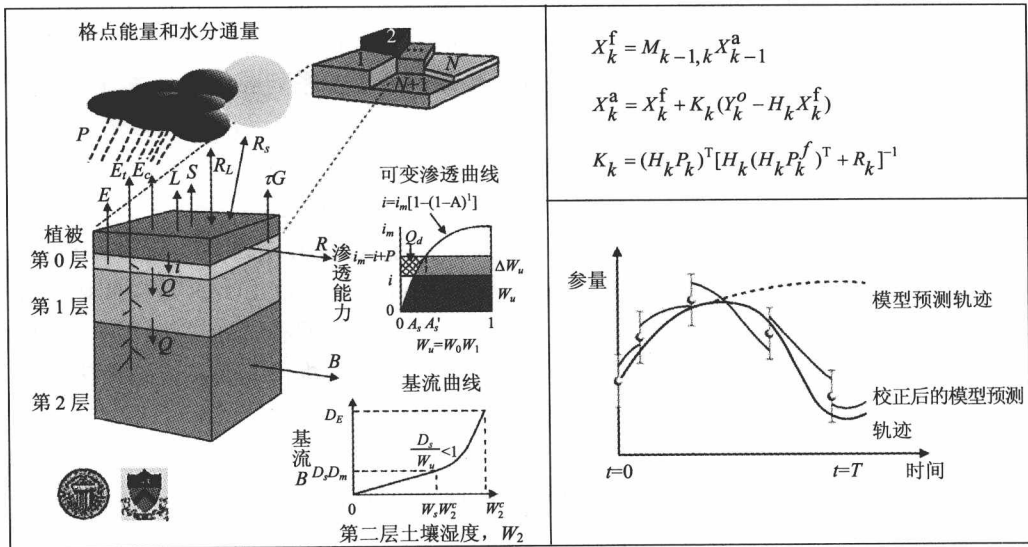 格点能量和水分通量
1
2
...
N
N+1
P
E
Et
Ec
L
S
RL
Rs
τG
植被
第0层
第1层
第2层
i
Q
Q
R
B
可变渗透曲线
i=im[1−(1−A)^1]
渗透能力
im
im=i+P
i
0
Qd
ΔWu
Wu
As
As'
1
Wu=W0W1
基流曲线
基流
B
DE
DsDm
0
Ds/Wu<1
WsW2^c
W2^c
第二层土壤湿度，W2
X_k^f = M_{k−1,k} X_{k−1}^a
X_k^a = X_k^f + K_k(Y_k^o − H_k X_k^f)
K_k = (H_k P_k)^T[H_k(H_k P_k^f)^T + R_k]^{−1}
参量
模型预测轨迹
校正后的模型预测
轨迹
t=0
t=T
时间